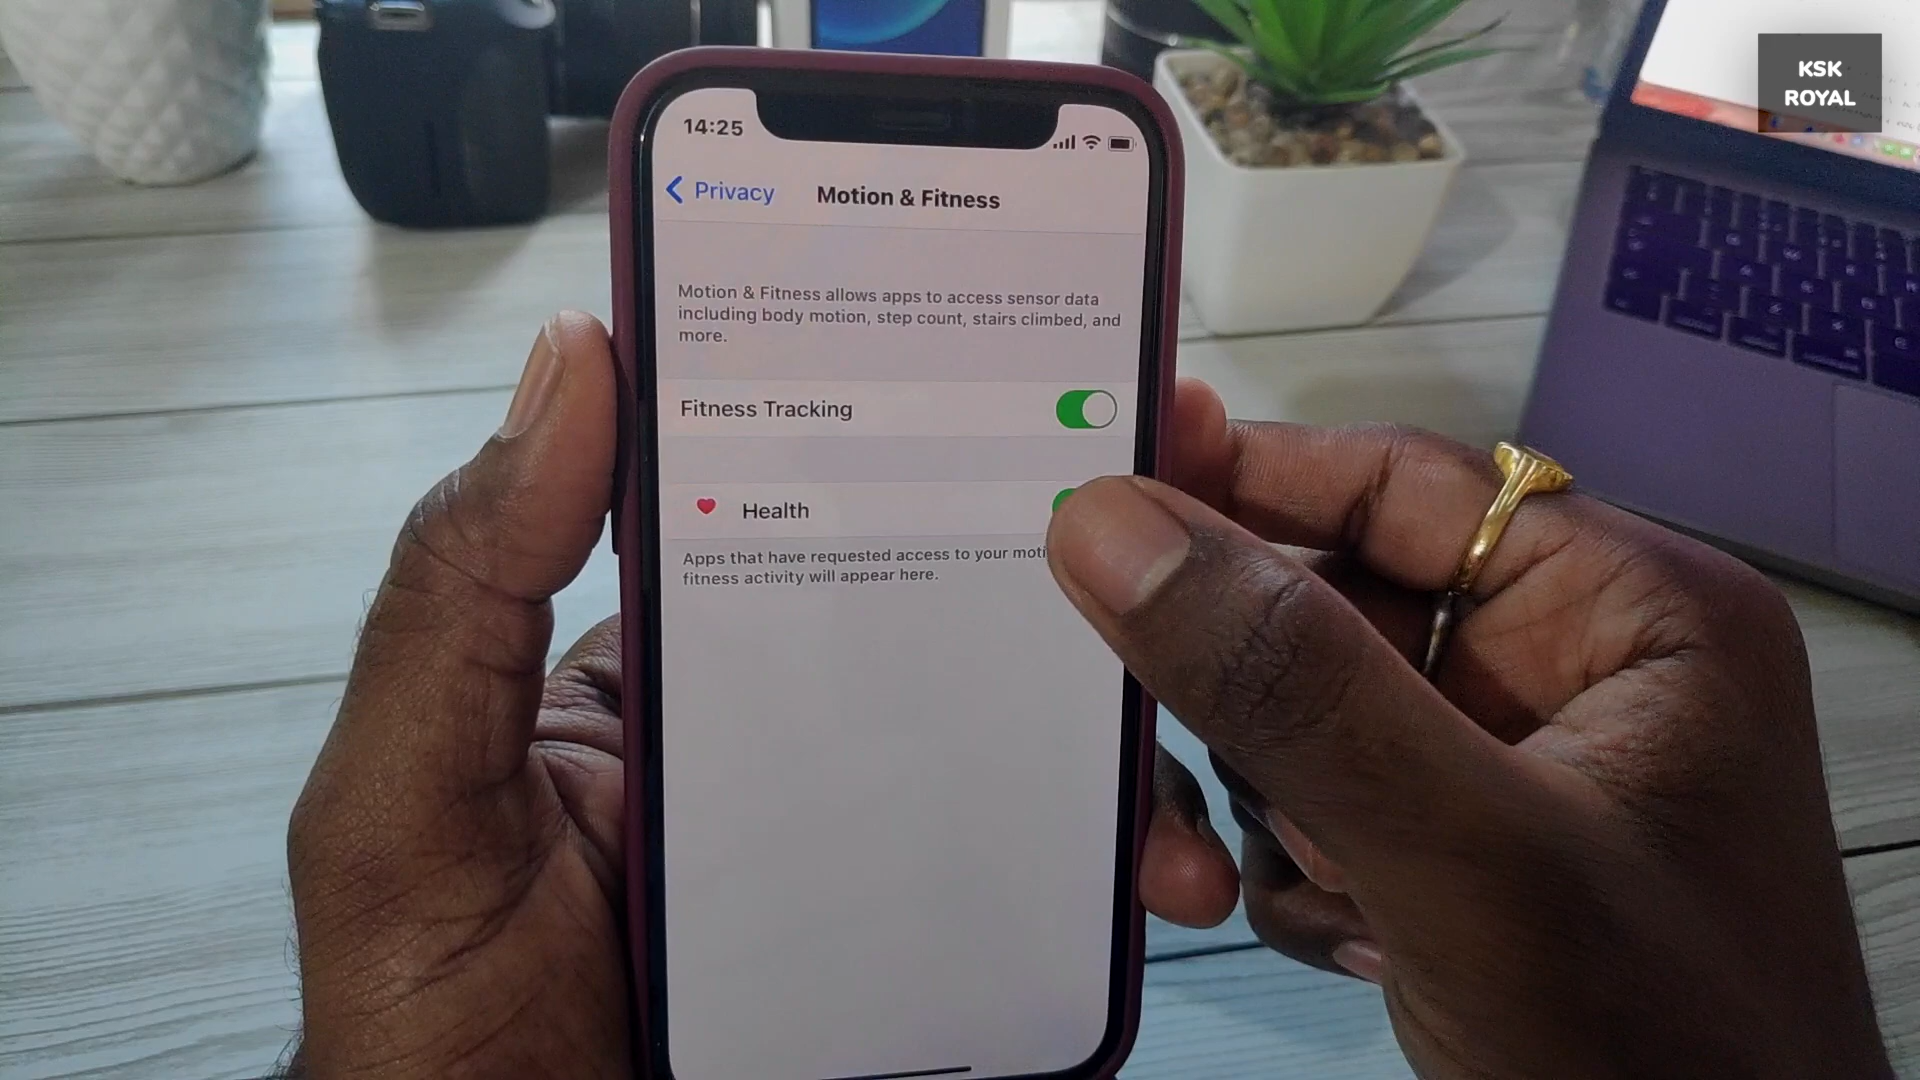 KSK
ROYAL
14:25
Privacy
Motion & Fitness
Motion & Fitness allows apps to access sensor data
including body motion, step count, stairs climbed, and
more.
Fitness Tracking
Health
Apps that have requested access to your
fitness activity will appear here.